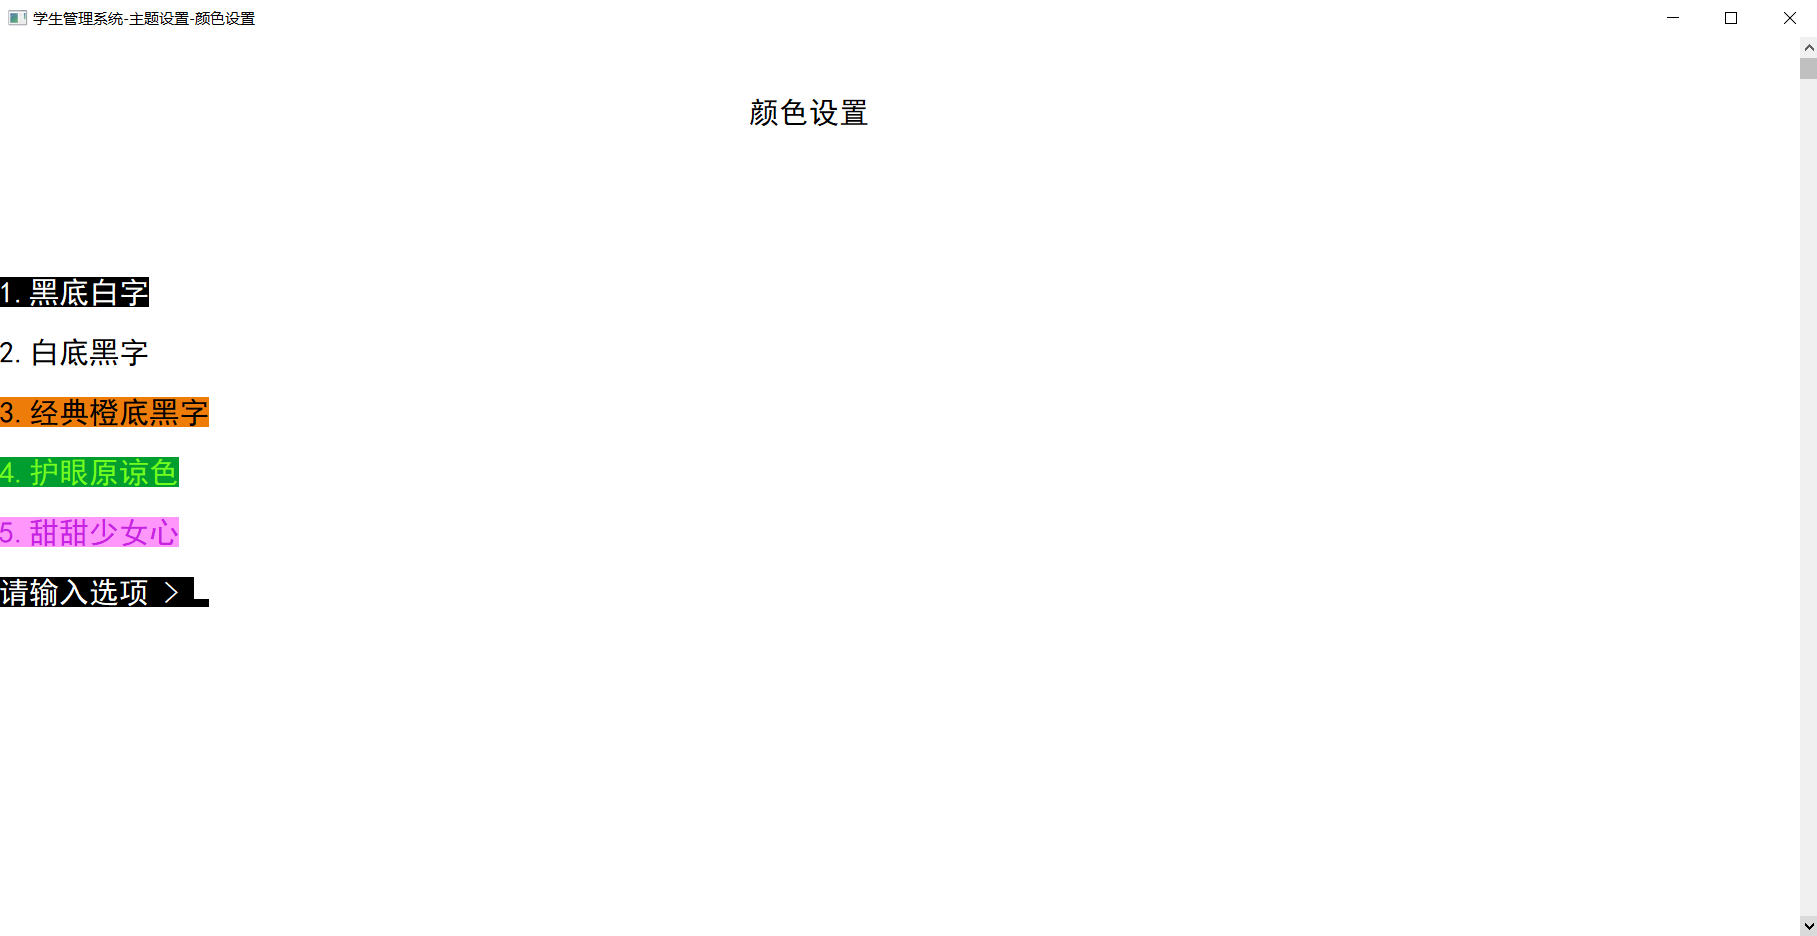 学生管理系统-主题设置-颜色设置
颜色设置
1.黑底白字
2.白底黑字
3.经典橙底黑字
4.护眼原谅色
5.甜甜少女心
请输入选项 >